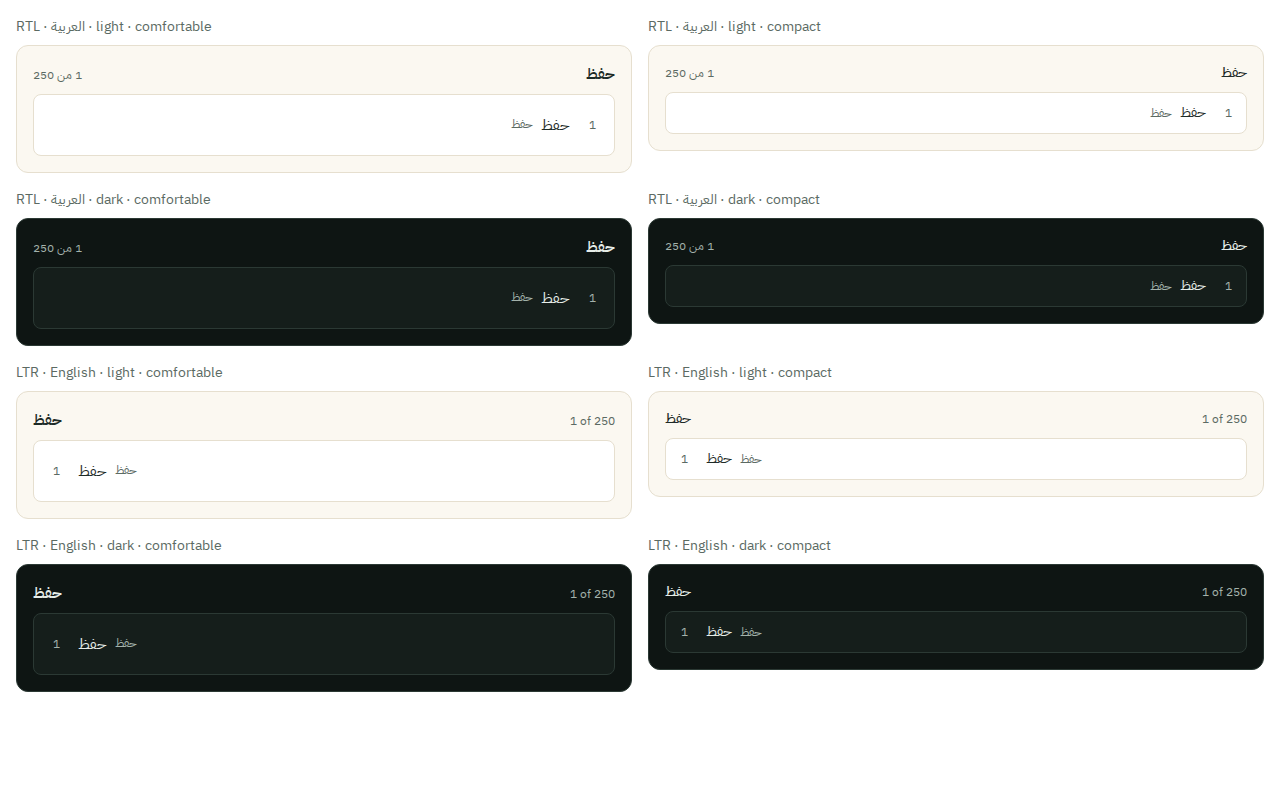 RTL · العربية · light · comfortable
حفظ
1 من 250
1 حفظ حفظ
RTL · العربية · light · compact
حفظ
1 من 250
1 حفظ حفظ
RTL · العربية · dark · comfortable
حفظ
1 من 250
1 حفظ حفظ
RTL · العربية · dark · compact
حفظ
1 من 250
1 حفظ حفظ
LTR · English · light · comfortable
حفظ
1 of 250
1 حفظ حفظ
LTR · English · light · compact
حفظ
1 of 250
1 حفظ حفظ
LTR · English · dark · comfortable
حفظ
1 of 250
1 حفظ حفظ
LTR · English · dark · compact
حفظ
1 of 250
1 حفظ حفظ